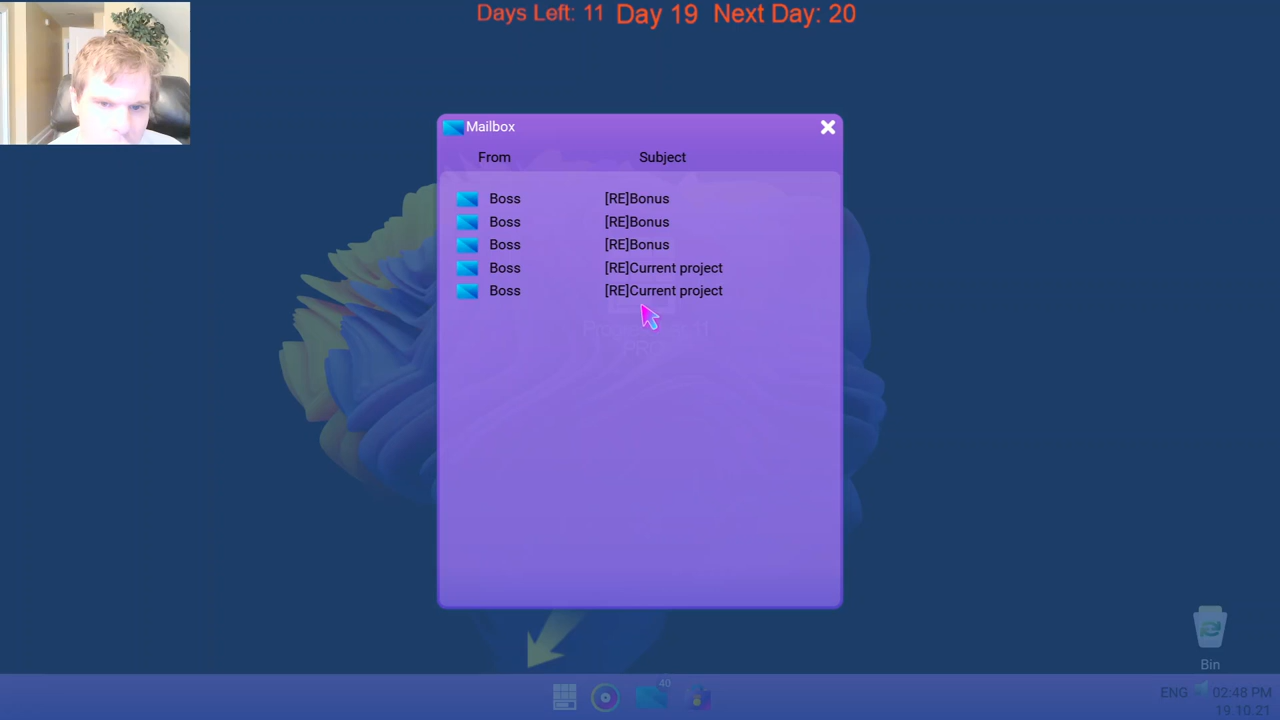 Days Left: 11 Day 19 Next Day: 20
Mailbox
From Subject
Boss [RE]Bonus
Boss [RE]Bonus
Boss [RE]Bonus
Boss [RE]Current project
Boss [RE]Current project
Bin
40
ENG 02:48 PM
19.10.21